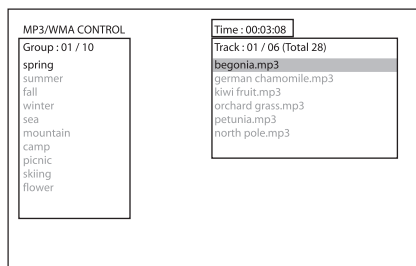 MP3/WMA CONTROL
Group : 01 / 10
spring
summer
fall
winter
sea
mountain
camp
picnic
skiing
flower
Time : 00:03:08
Track : 01 / 06 (Total 28)
begonia.mp3
german chamomile.mp3
kiwi fruit.mp3
orchard grass.mp3
petunia.mp3
north pole.mp3